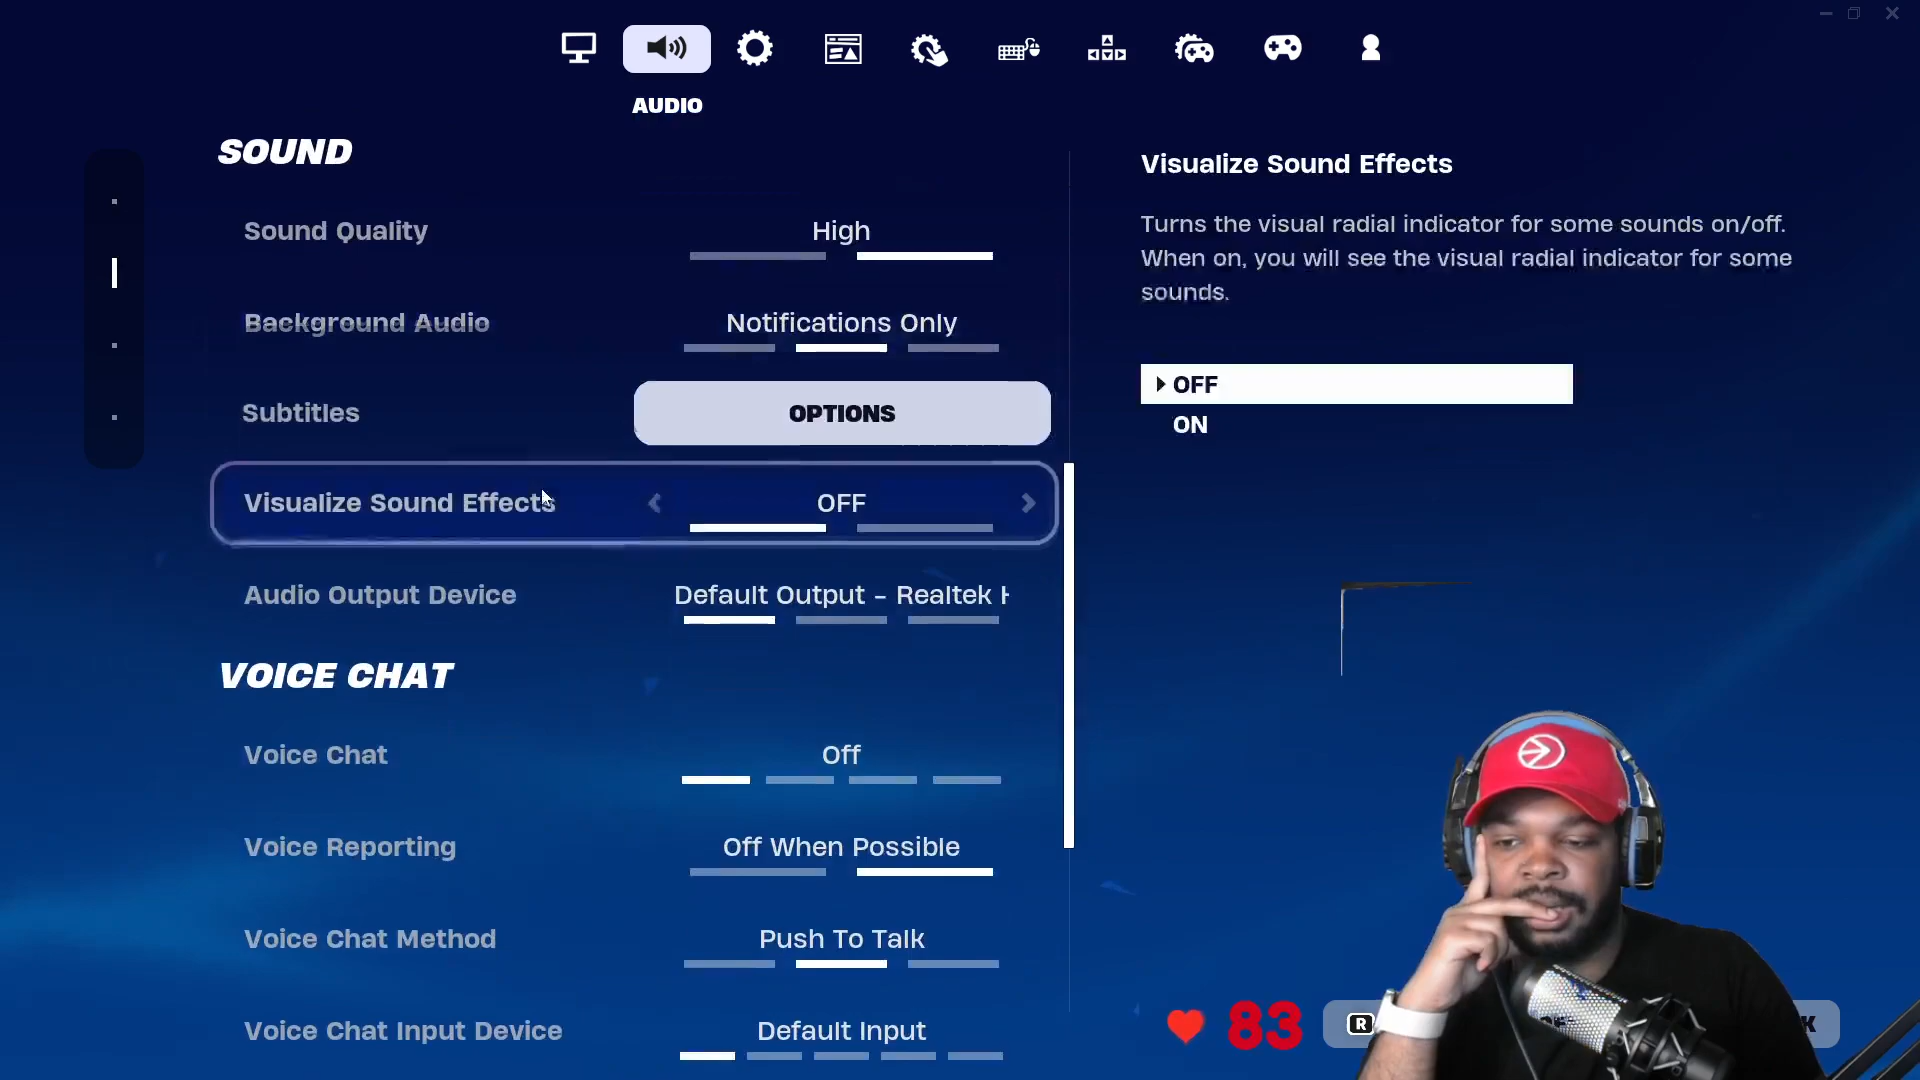 AUDIO
SOUND
Sound Quality
High
Background Audio
Notifications Only
Subtitles
OPTIONS
Visualize Sound Effects
OFF
Audio Output Device
Default Output - Realtek
VOICE CHAT
Voice Chat
Off
Voice Reporting
Off When Possible
Voice Chat Method
Push To Talk
Voice Chat Input Device
Default Input
Visualize Sound Effects
Turns the visual radial indicator for some sounds on/off.
When on, you will see the visual radial indicator for some
sounds.
OFF
ON
83
R